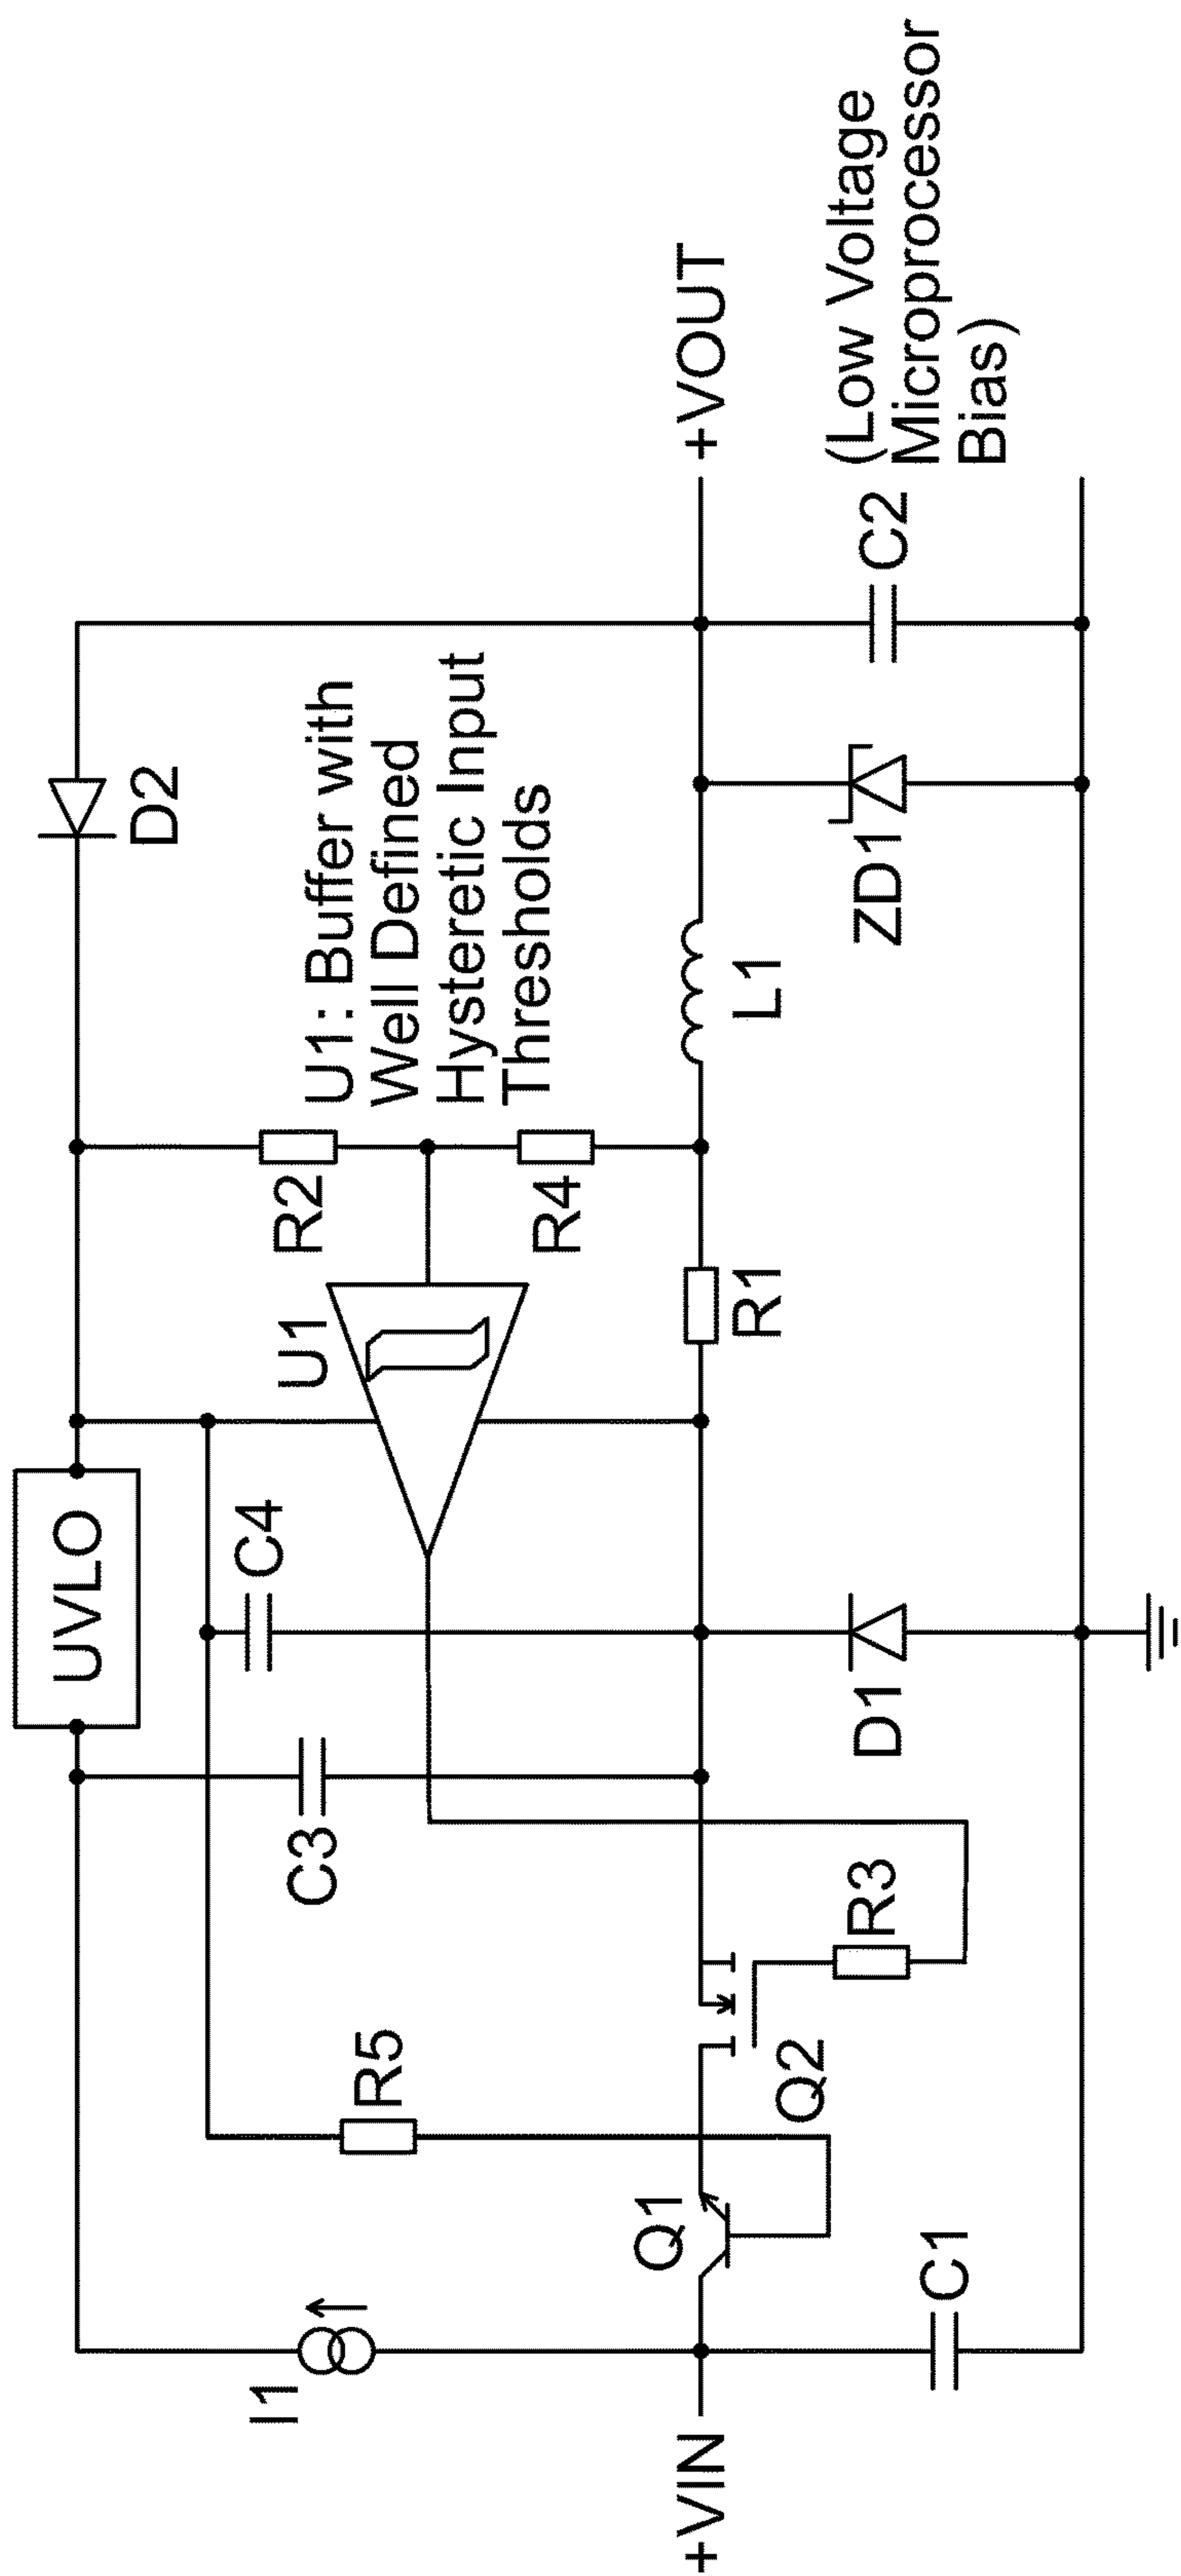 UVLO
D2
I1
R5
C3
C4
U1
R2
U1: Buffer with
Well Defined
Hysteretic Input
Thresholds
R4
+VIN
Q1
Q2
R3
R1
L1
+VOUT
C1
D1
ZD1
C2
(Low Voltage
Microprocessor
Bias)